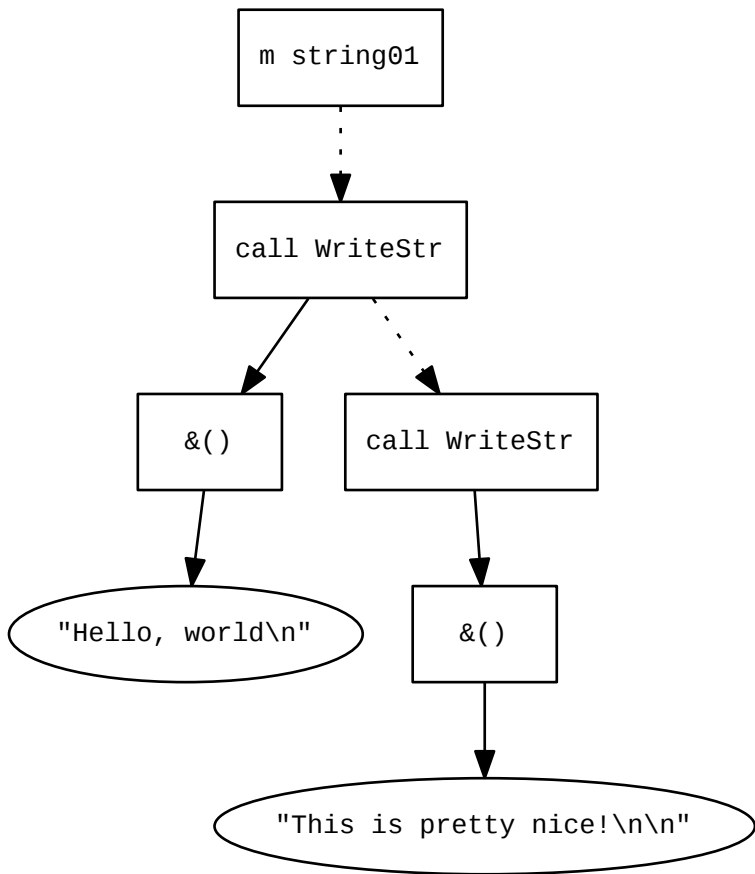 m string01
call WriteStr
&()
call WriteStr
"Hello, world\n"
&()
"This is pretty nice!\n\n"